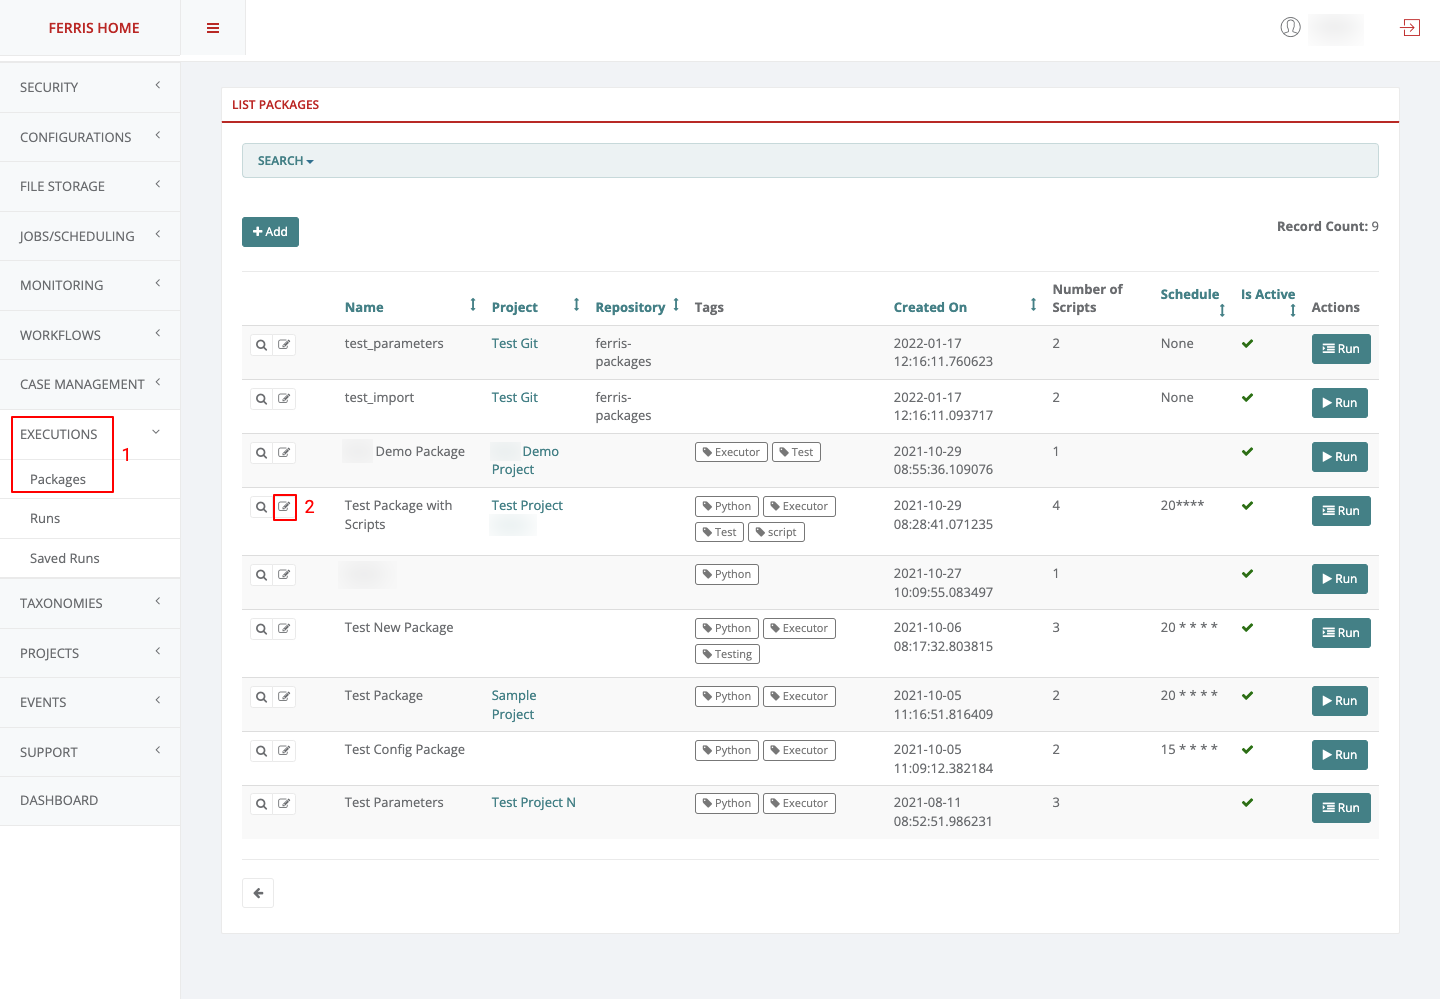 FERRIS HOME
SECURITY
CONFIGURATIONS
FILE STORAGE
JOBS/SCHEDULING
MONITORING
WORKFLOWS
CASE MANAGEMENT
EXECUTIONS
1
Packages
Runs
Saved Runs
TAXONOMIES
PROJECTS
EVENTS
SUPPORT
DASHBOARD
LIST PACKAGES
SEARCH
Add
Record Count: 9
Name Project Repository Tags Created On Number of Scripts Schedule Is Active Actions
test_parameters Test Git ferris- 2022-01-17 2 None Run
packages 12:16:11.760623
test_import Test Git ferris- 2022-01-17 2 None Run
packages 12:16:11.093717
Demo Package Demo Executor Test 2021-10-29 1 Run
Project 08:55:36.109076
2 Test Package with Test Project Python Executor 2021-10-29 4 20**** Run
Scripts Test script 08:28:41.071235
Python 2021-10-27 1 Run
10:09:55.083497
Test New Package Python Executor 2021-10-06 3 20 * * * * Run
Testing 08:17:32.803815
Test Package Sample Python Executor 2021-10-05 2 20 * * * * Run
Project 11:16:51.816409
Test Config Package Python Executor 2021-10-05 2 15 * * * * Run
11:09:12.382184
Test Parameters Test Project N Python Executor 2021-08-11 3 Run
08:52:51.986231